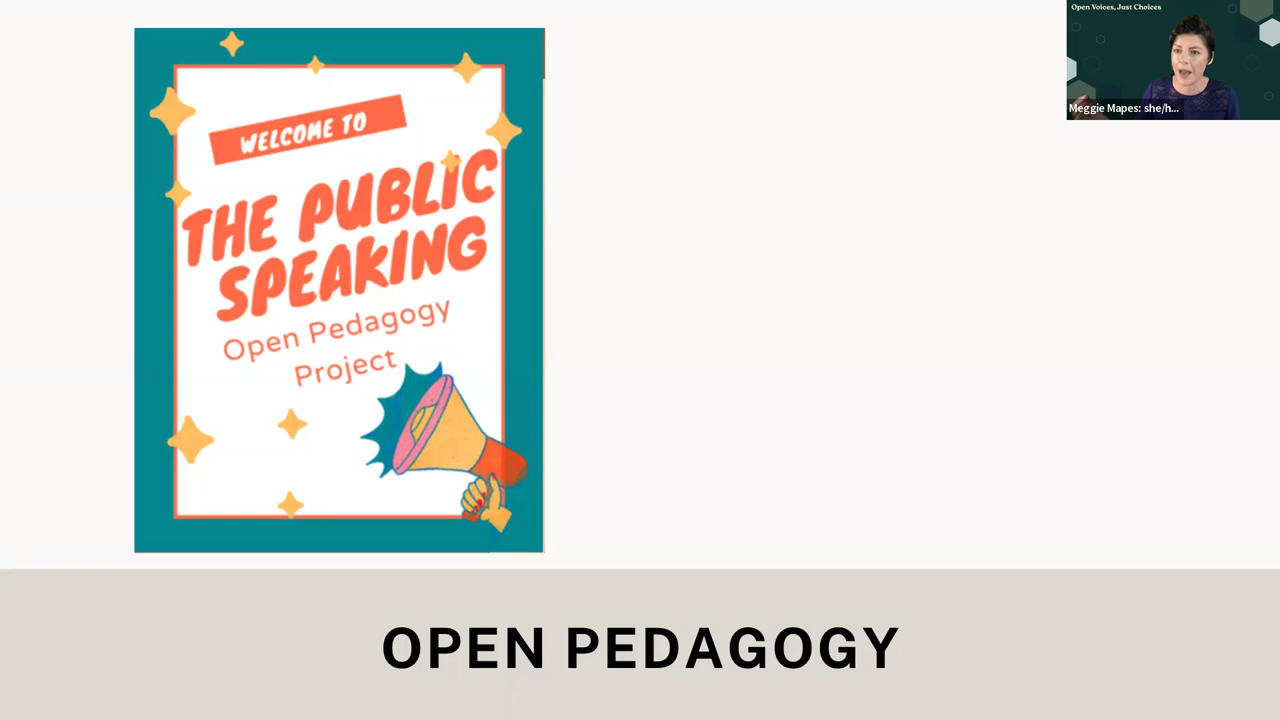 WELCOME TO
THE PUBLIC
SPEAKING
Open Pedagogy
Project
Open Voices, Just Choices
Meggie Mapes: she/h...
OPEN PEDAGOGY